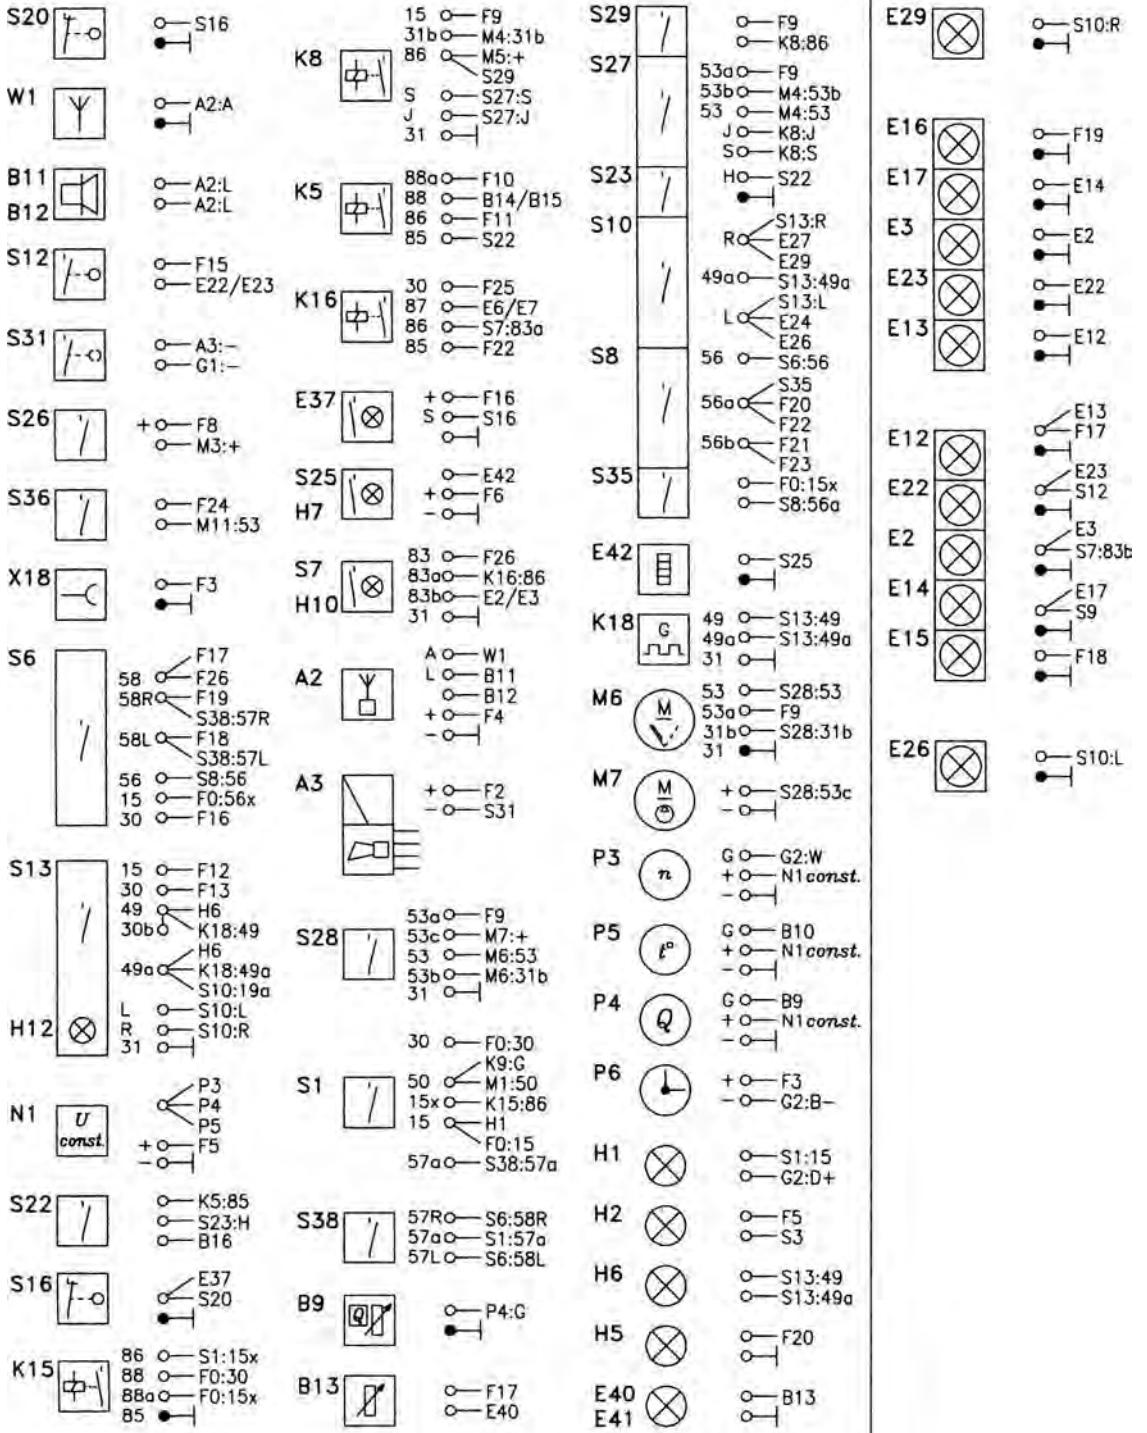 S20
S16
W1
A2:A
B11
B12
A2:L
A2:L
S12
F15
E22/E23
S31
A3:-
G1:-
S26
+ F8
M3:+
S36
F24
M11:53
X18
F3
S6
F17
58 F26
58R F19
S38:57R
58L F18
S38:57L
56 S8:56
15 F0:56x
30 F16
S13
15 F12
30 F13
49 H6
30b K18:49
H6
49a K18:49a
S10:19a
L S10:L
H12
R S10:R
31
N1
U
const.
P3
P4
P5
+ F5
-
S22
K5:85
S23:H
B16
S16
E37
S20
K15
86 S1:15x
88 F0:30
88a F0:15x
85
K8
15 F9
31b M4:31b
86 M5:+
S29
S S27:S
J S27:J
31
K5
88a F10
88 B14/B15
86 F11
85 S22
K16
30 F25
87 E6/E7
86 S7:83a
85 F22
E37
+ F16
S S16
S25
H7
E42
+ F6
-
S7
H10
83 F26
83a K16:86
83b E2/E3
31
A2
A W1
L B11
B12
+ F4
-
A3
+ F2
- S31
S28
53a F9
53c M7:+
53 M6:53
53b M6:31b
31
S1
30 F0:30
K9:G
50 M1:50
15x K15:86
15 H1
F0:15
57a S38:57a
S38
57R S6:58R
57a S1:57a
57L S6:58L
B9
Q
P4:G
B13
F17
E40
S29
F9
K8:86
S27
53a F9
53b M4:53b
53 M4:53
J K8:J
S K8:S
S23
H S22
S10
S13:R
R E27
E29
49a S13:49a
S13:L
L E24
E26
S8
56 S6:56
S35
56a F20
F22
56b F21
F23
S35
F0:15x
S8:56a
E42
S25
K18
G
49 S13:49
49a S13:49a
31
M6
M
53 S28:53
53a F9
31b S28:31b
31
M7
M
+ S28:53c
-
P3
n
G G2:W
+ N1 const.
-
P5
t°
G B10
+ N1 const.
-
P4
Q
G B9
+ N1 const.
-
P6
+ F3
- G2:B-
H1
S1:15
G2:D+
H2
F5
S3
H6
S13:49
S13:49a
H5
F20
E40
E41
B13
E29
S10:R
E16
F19
E17
E14
E3
E2
E23
E22
E13
E12
E12
E13
F17
E22
E23
S12
E2
E3
S7:83b
E14
E17
S9
E15
F18
E26
S10:L